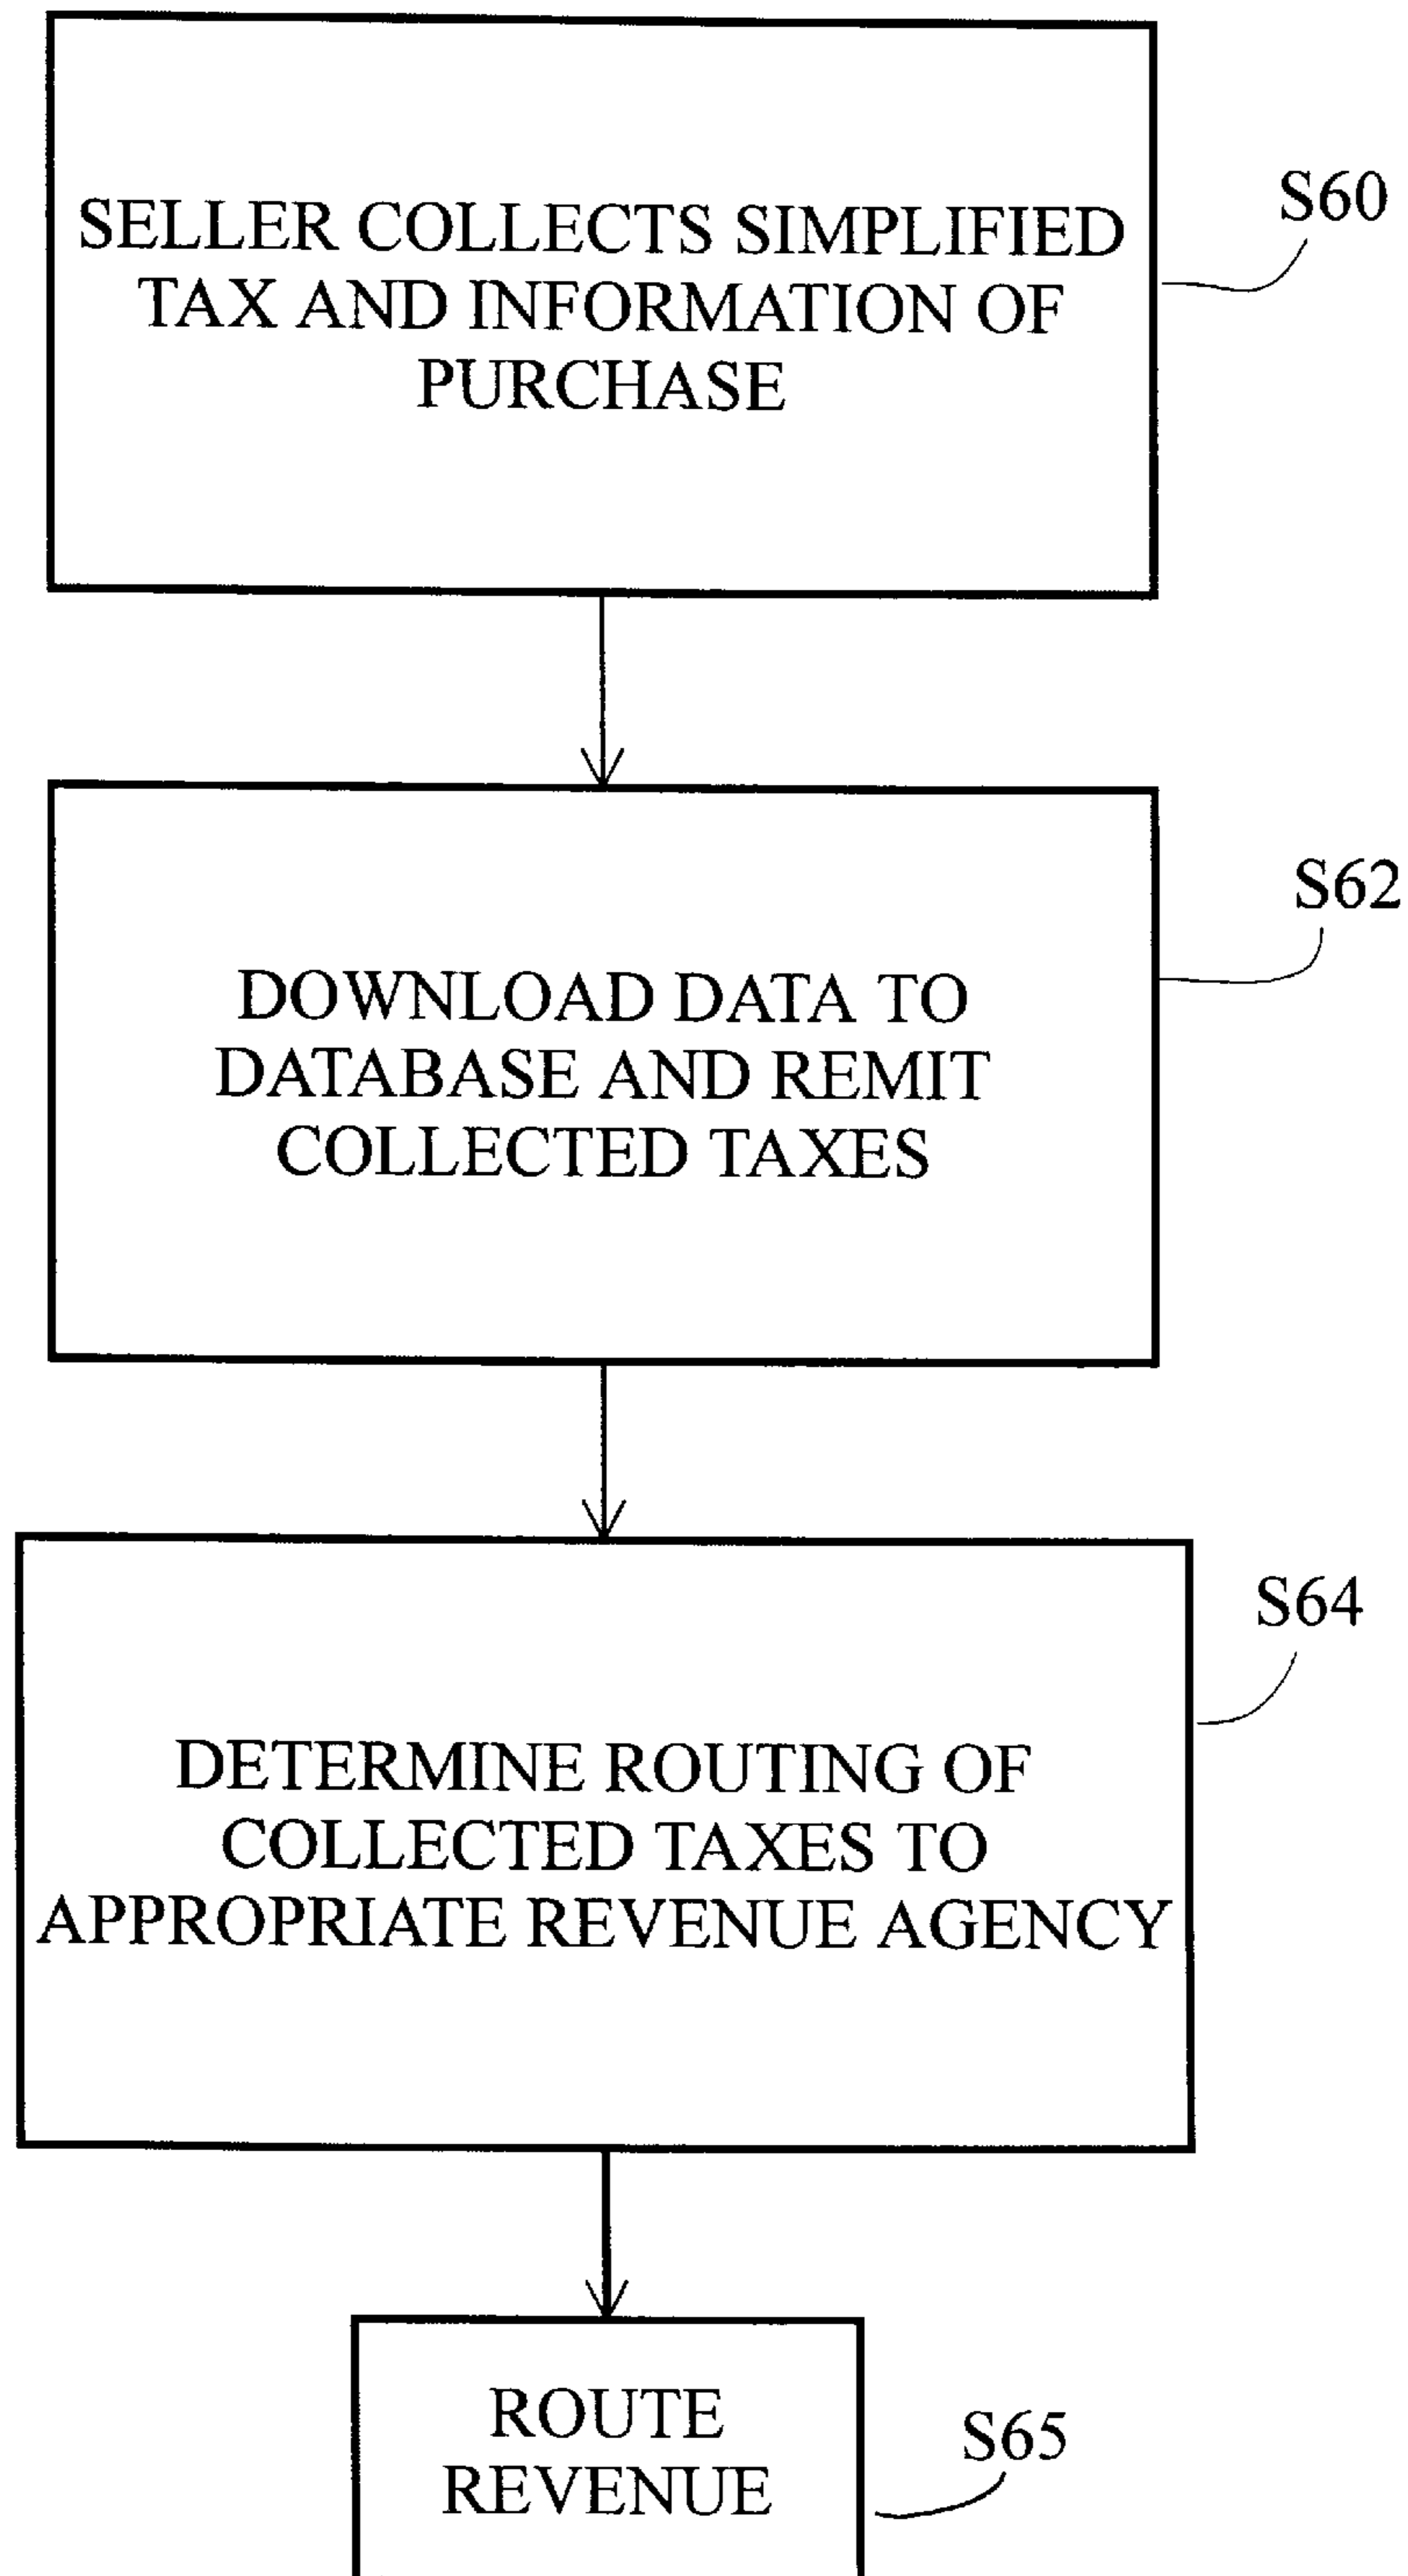 SELLER COLLECTS SIMPLIFIED
TAX AND INFORMATION OF
PURCHASE
S60
DOWNLOAD DATA TO
DATABASE AND REMIT
COLLECTED TAXES
S62
DETERMINE ROUTING OF
COLLECTED TAXES TO
APPROPRIATE REVENUE AGENCY
S64
ROUTE
REVENUE
S65